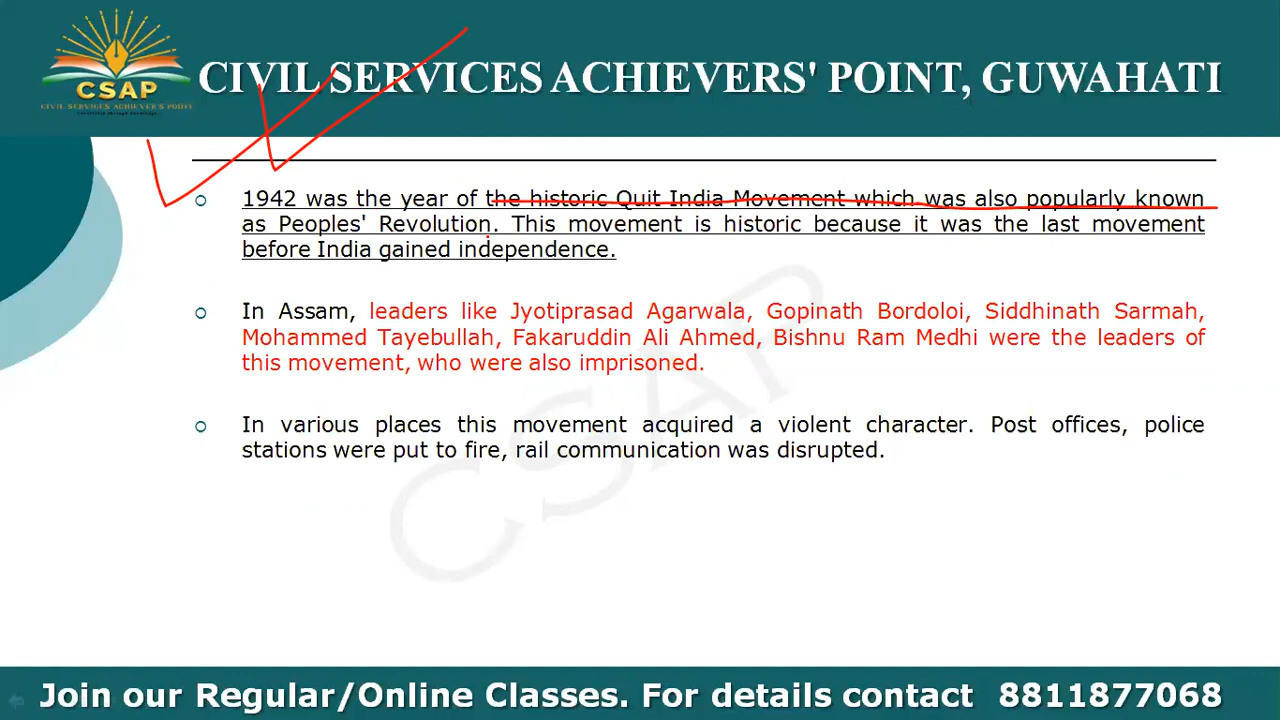 CSAP
CIVIL SERVICES ACHIEVER'S POINT
CIVIL SERVICES ACHIEVERS' POINT, GUWAHATI
1942 was the year of the historic Quit India Movement which was also popularly known
as Peoples' Revolution. This movement is historic because it was the last movement
before India gained independence.
In Assam, leaders like Jyotiprasad Agarwala, Gopinath Bordoloi, Siddhinath Sarmah,
Mohammed Tayebullah, Fakaruddin Ali Ahmed, Bishnu Ram Medhi were the leaders of
this movement, who were also imprisoned.
In various places this movement acquired a violent character. Post offices, police
stations were put to fire, rail communication was disrupted.
CSAP
Join our Regular/Online Classes. For details contact 8811877068